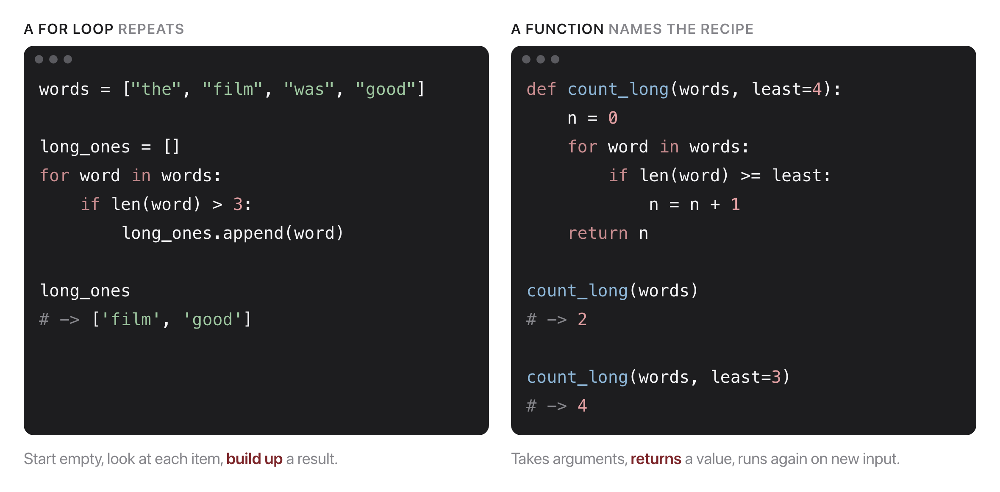 A FOR LOOP REPEATS
words = ["the", "film", "was", "good"]

long_ones = []
for word in words:
    if len(word) > 3:
        long_ones.append(word)

long_ones
# -> ['film', 'good']
Start empty, look at each item, build up a result.
A FUNCTION NAMES THE RECIPE
def count_long(words, least=4):
    n = 0
    for word in words:
        if len(word) >= least:
            n = n + 1
    return n

count_long(words)
# -> 2

count_long(words, least=3)
# -> 4
Takes arguments, returns a value, runs again on new input.